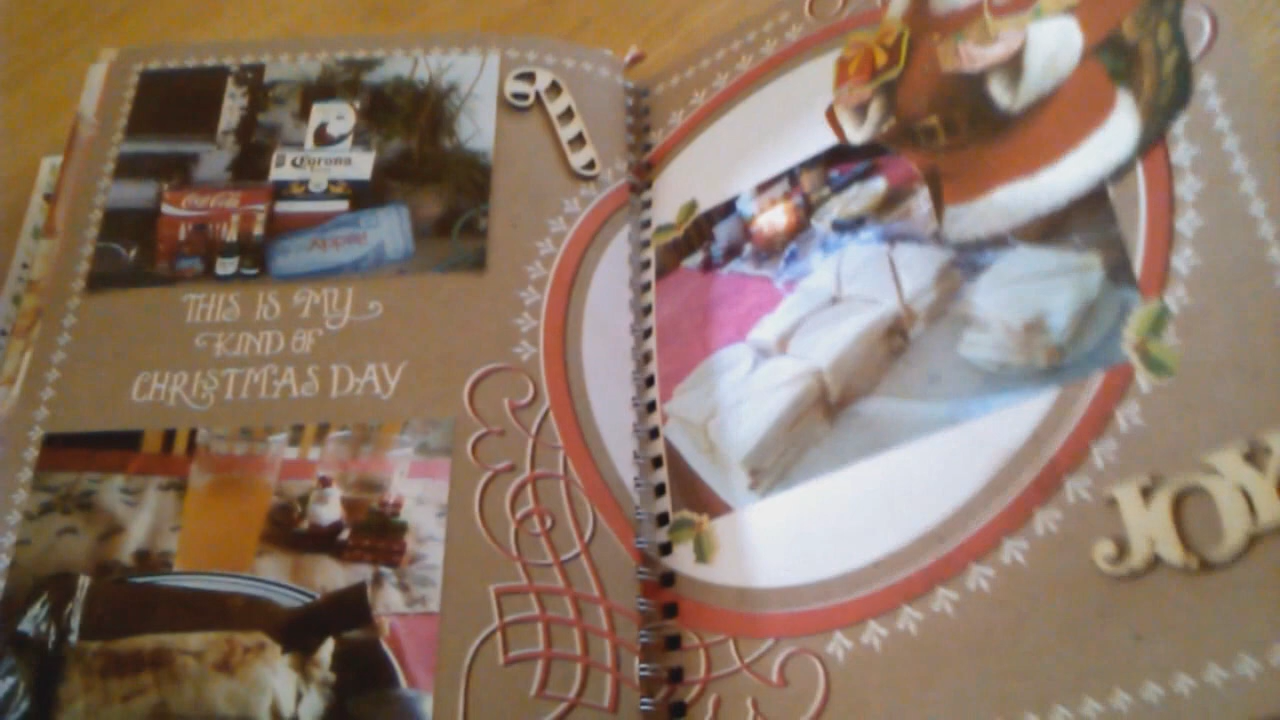 Corona
Coca-Cola
THIS IS MY
KIND OF
CHRISTMAS DAY
JOY